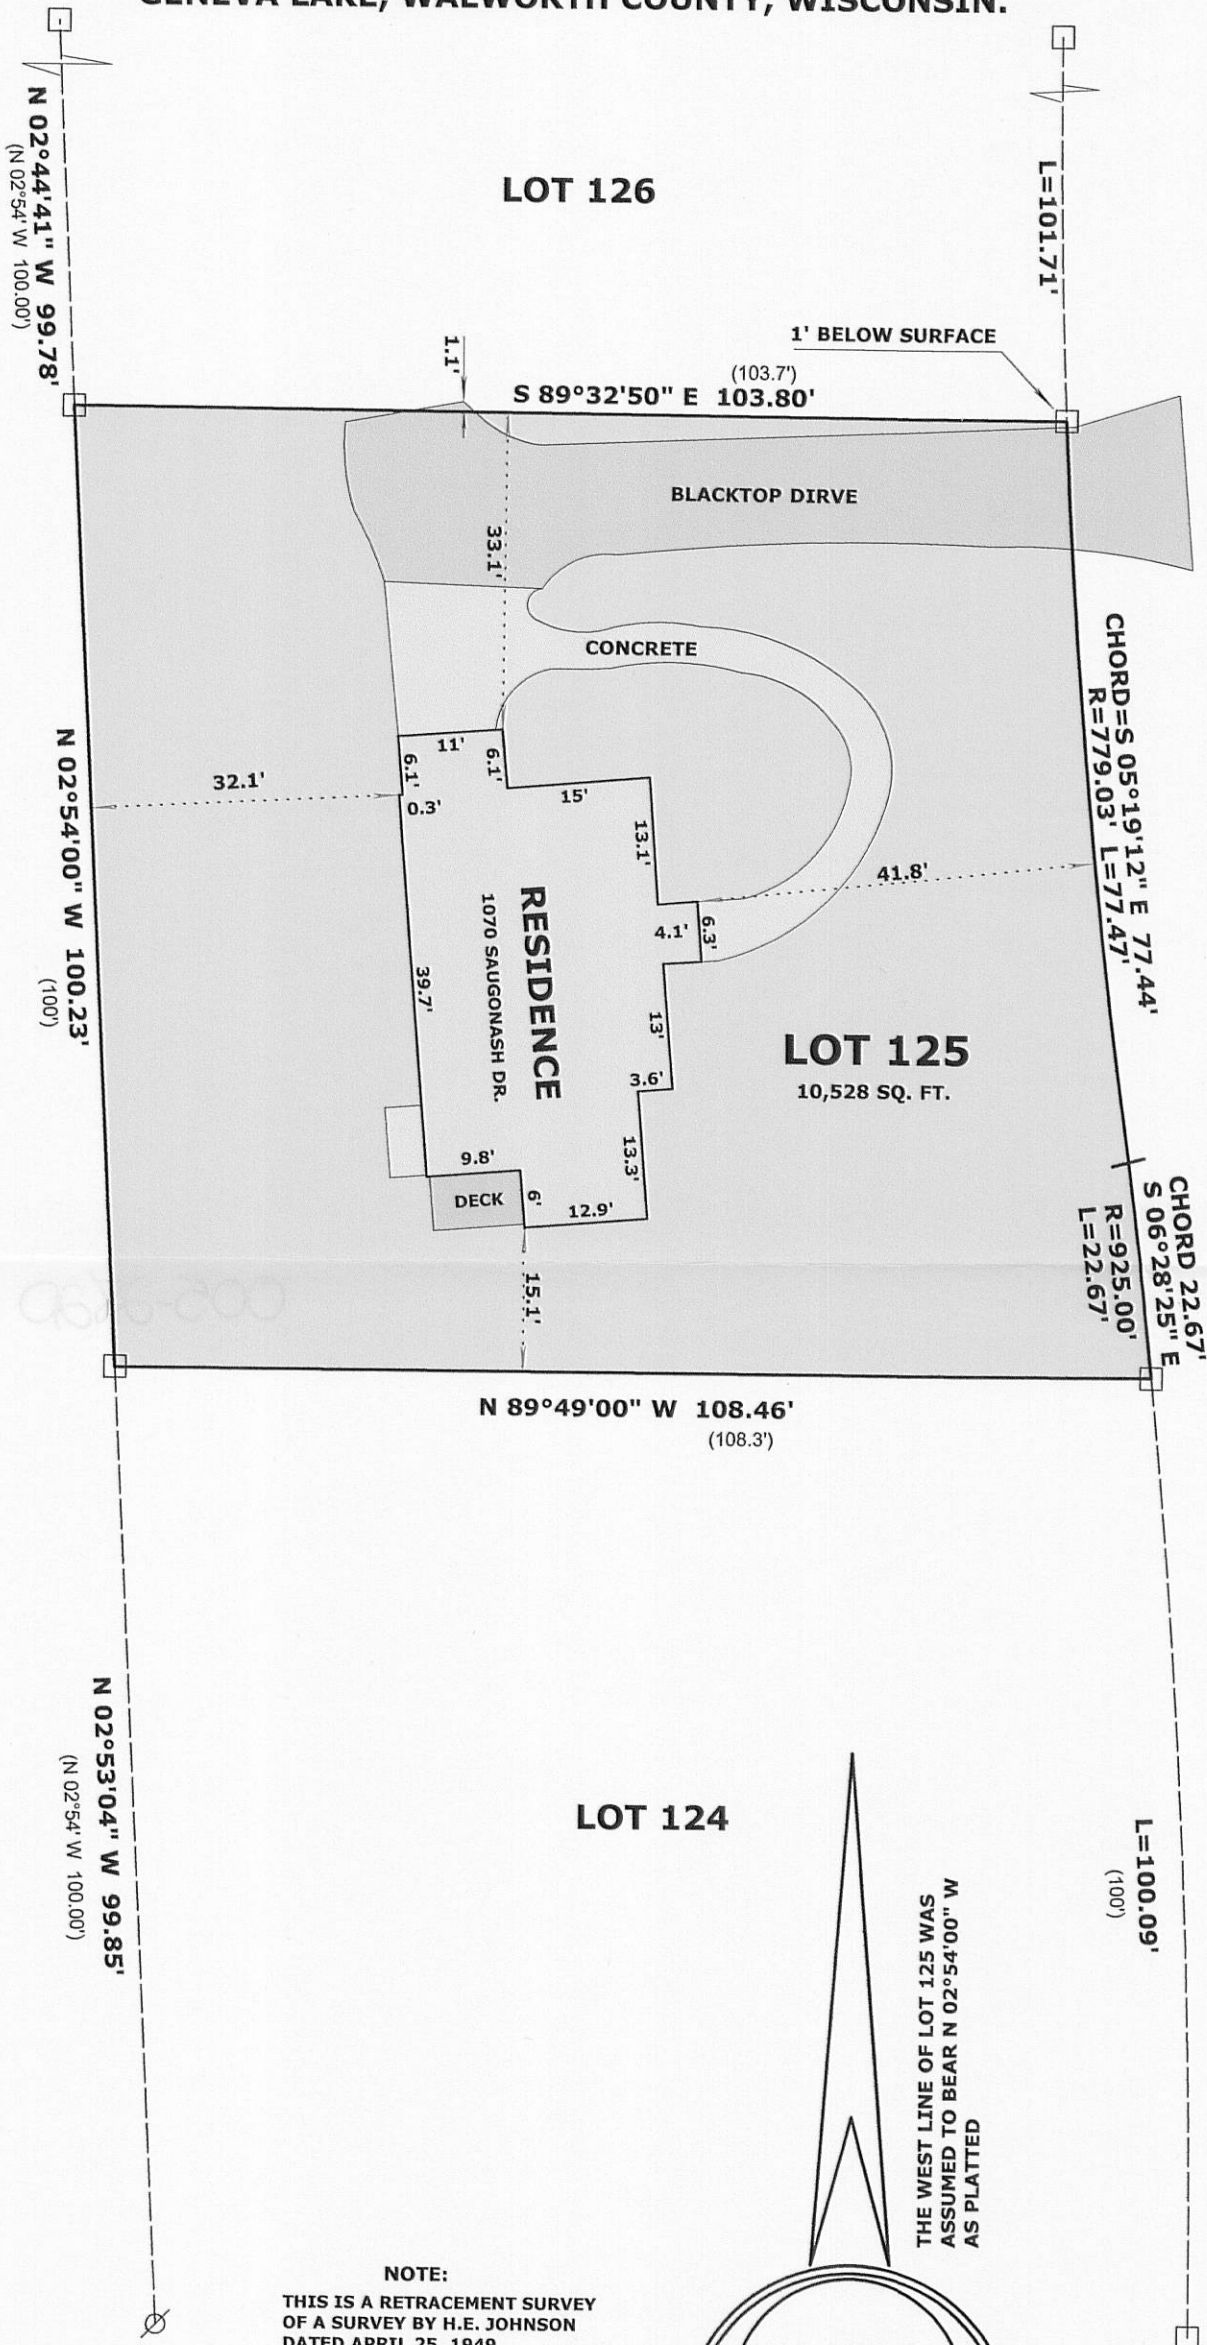 GENEVA LAKE, WALWORTH COUNTY, WISCONSIN.
N 02°44'41" W 99.78'
(N 02°54' W 100.00')
LOT 126
L=101.71'
1' BELOW SURFACE
1.1'
(103.7')
S 89°32'50" E 103.80'
BLACKTOP DIRVE
33.1'
CONCRETE
CHORD=S 05°19'12" E 77.44'
R=779.03' L=77.47'
11'
6.1'
6.1'
0.3'
15'
32.1'
13.1'
41.8'
4.1'
6.3'
N 02°54'00" W 100.23'
(100')
RESIDENCE
1070 SAUGONASH DR.
39.7'
13'
3.6'
LOT 125
10,528 SQ. FT.
13.3'
9.8'
DECK
6'
12.9'
15.1'
CHORD 22.67'
S 06°28'25" E
R=925.00'
L=22.67'
N 89°49'00" W 108.46'
(108.3')
N 02°53'04" W 99.85'
(N 02°54' W 100.00')
LOT 124
L=100.09'
(100')
THE WEST LINE OF LOT 125 WAS
ASSUMED TO BEAR N 02°54'00" W
AS PLATTED
NOTE:
THIS IS A RETRACEMENT SURVEY
OF A SURVEY BY H.E. JOHNSON
DATED APRIL 25, 1949